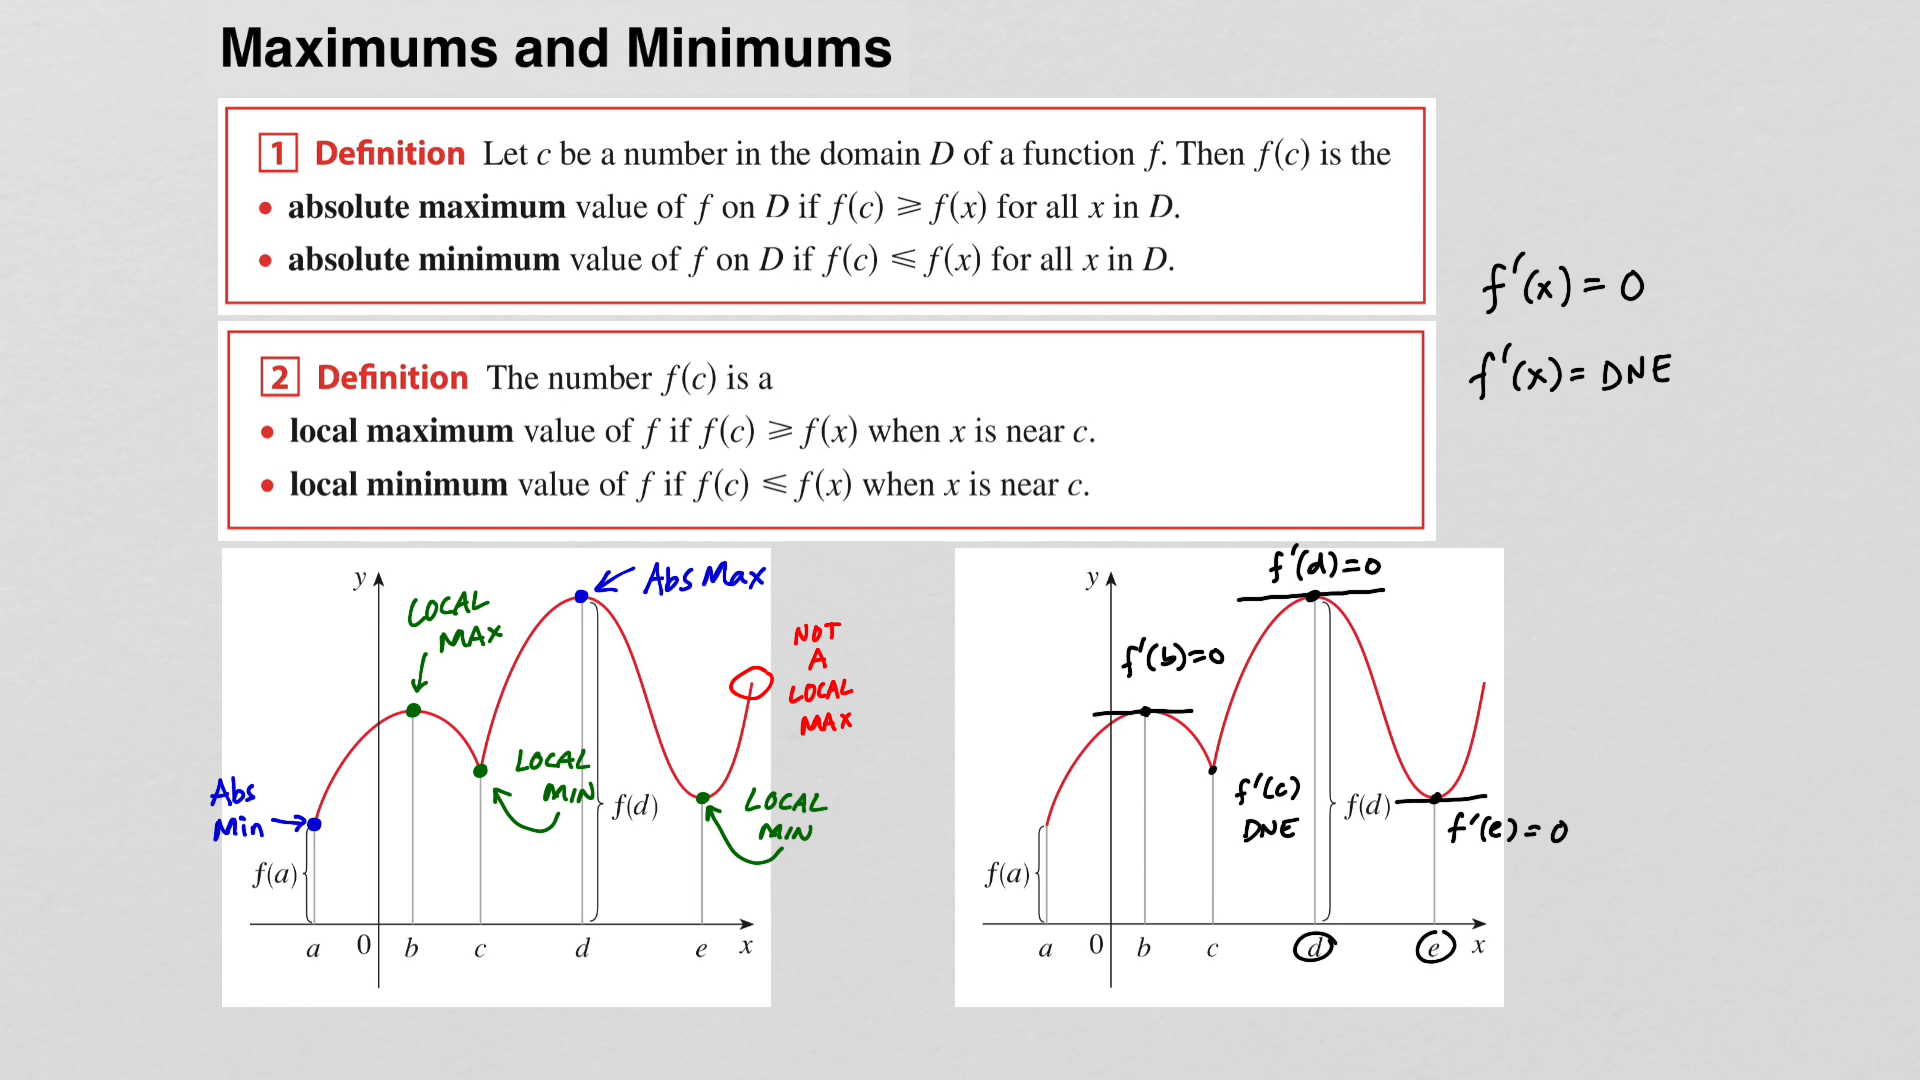 Maximums and Minimums
1 Definition Let c be a number in the domain D of a function f. Then f(c) is the
• absolute maximum value of f on D if f(c) ⩾ f(x) for all x in D.
• absolute minimum value of f on D if f(c) ⩽ f(x) for all x in D.
f'(x) = 0
f'(x) = DNE
2 Definition The number f(c) is a
• local maximum value of f if f(c) ⩾ f(x) when x is near c.
• local minimum value of f if f(c) ⩽ f(x) when x is near c.
y
Abs Max
LOCAL
MAX
NOT
A
LOCAL
MAX
LOCAL
MIN
Abs
Min
f(d)
LOCAL
MIN
f(a)
a 0 b c d e x
y
f'(d)=0
f'(b)=0
f'(c)
DNE
f(d)
f'(e)=0
f(a)
a 0 b c d e x